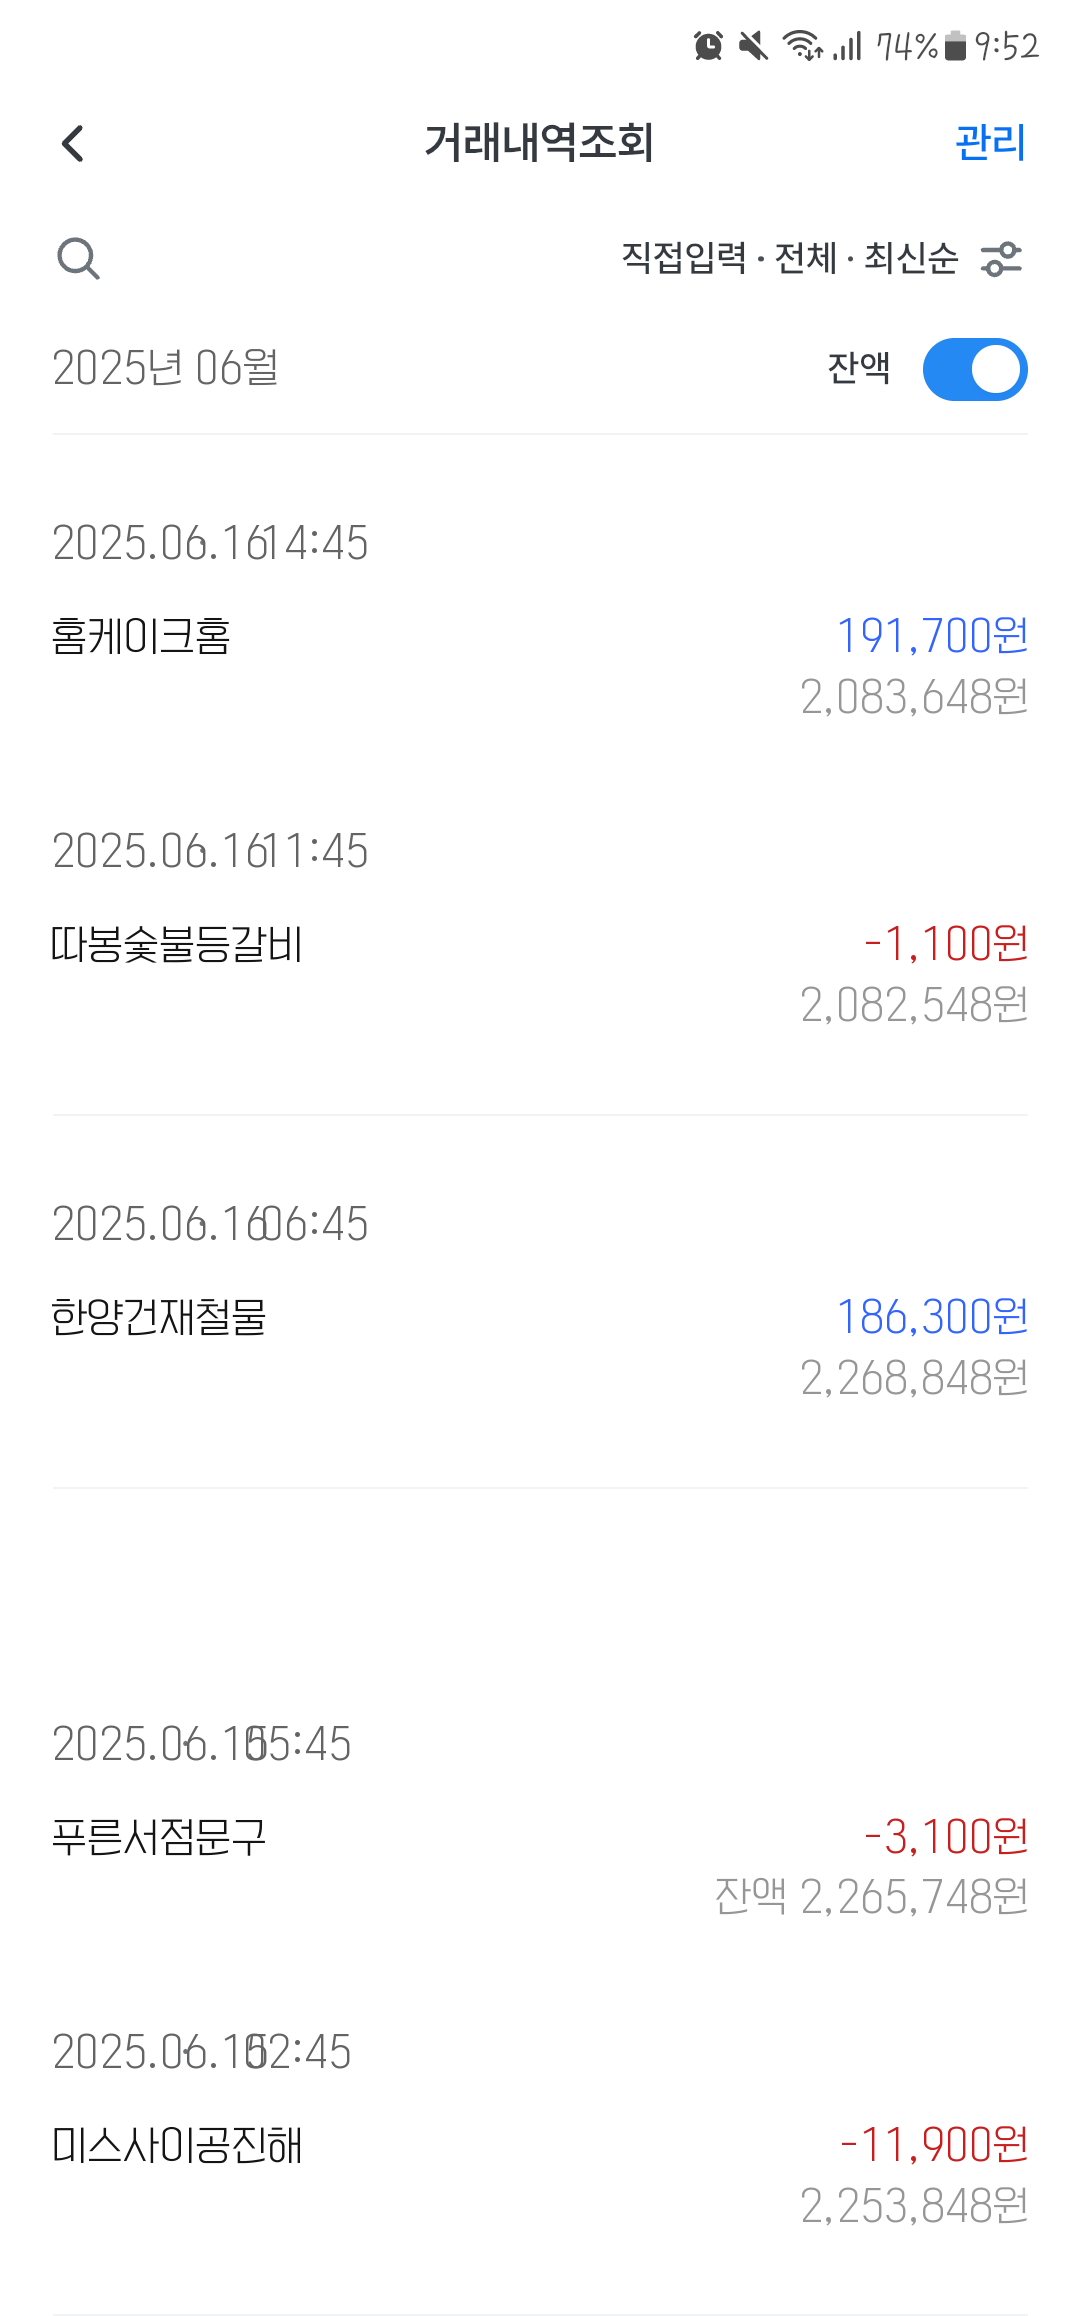 74% 9:52
거래내역조회
관리
직접입력 · 전체 · 최신순
2025년 06월
잔액
2025.06.16 14:45
홈케이크홈
191,700원
2,083,648원
2025.06.16 11:45
따봉숯불등갈비
-1,100원
2,082,548원
2025.06.16 06:45
한양건재철물
186,300원
2,268,848원
2025.06.15 05:45
푸른서점문구
-3,100원
잔액 2,265,748원
2025.06.15 02:45
미스사이공진해
-11,900원
2,253,848원